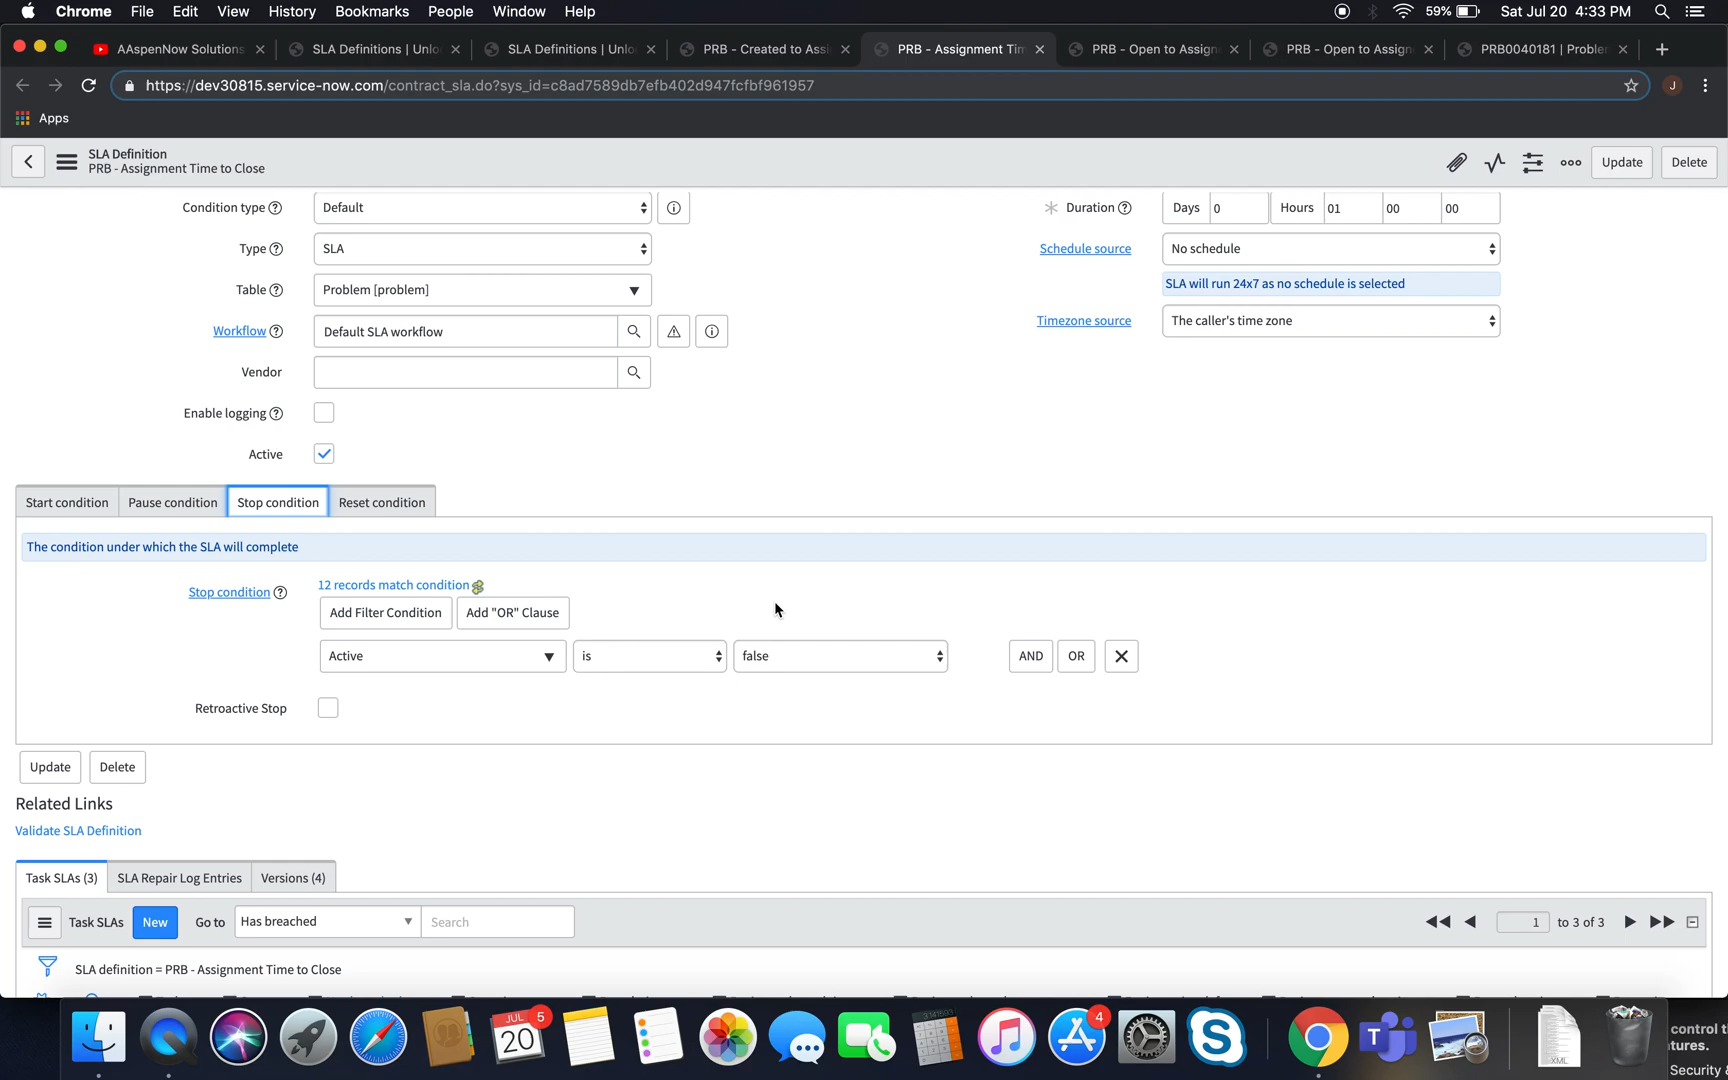 Chrome File Edit View History Bookmarks People Window Help 59% Sat Jul 20 4:33 PM
AAspenNow Solutions SLA Definitions | Unlo SLA Definitions | Unlo PRB - Created to Assi PRB - Assignment Tim PRB - Open to Assign PRB - Open to Assign PRB0040181 | Proble
https://dev30815.service-now.com/contract_sla.do?sys_id=c8ad7589db7efb402d947fcfbf961957 J
Apps
SLA Definition
PRB - Assignment Time to Close
Update Delete
Condition type Default Duration Days 0 Hours 01 00 00
Type SLA Schedule source No schedule
Table Problem [problem] SLA will run 24x7 as no schedule is selected
Workflow Default SLA workflow Timezone source The caller's time zone
Vendor
Enable logging
Active
Start condition Pause condition Stop condition Reset condition
The condition under which the SLA will complete
Stop condition 12 records match condition
Add Filter Condition Add "OR" Clause
Active is false AND OR
Retroactive Stop
Update Delete
Related Links
Validate SLA Definition
Task SLAs (3) SLA Repair Log Entries Versions (4)
Task SLAs New Go to Has breached Search 1 to 3 of 3
SLA definition = PRB - Assignment Time to Close
JUL 20 5
3.141593
4
XML
control t
tures.
Security